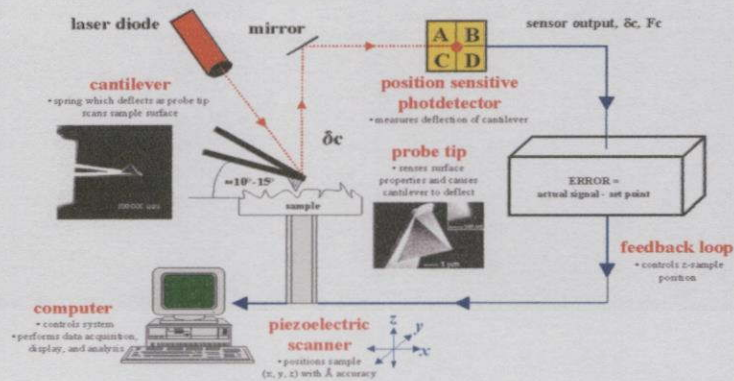 laser diode
mirror
A B
C D
sensor output, δc, Fc
cantilever
• spring which deflects as probe tip
scans sample surface
position sensitive
photdetector
• measures deflection of cantilever
δc
probe tip
• senses surface
properties and causes
cantilever to deflect
≈10°-15°
sample
ERROR =
actual signal - set point
feedback loop
• controls z-sample
position
computer
• controls system
• performs data acquisition,
display, and analysis
piezoelectric
scanner
• positions sample
(x, y, z) with Å accuracy
z
y
x